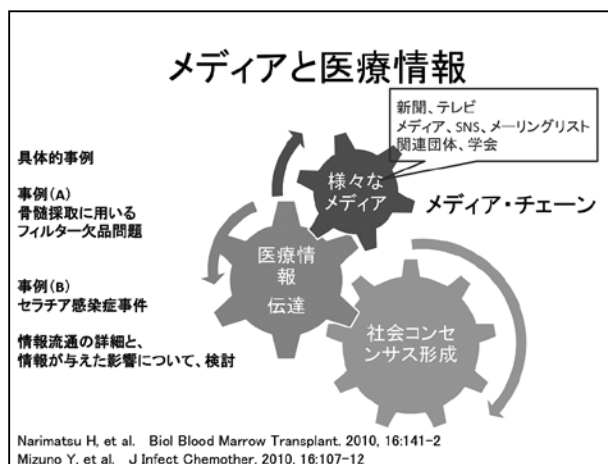 メディアと医療情報
新聞、テレビ
メディア、SNS、メーリングリスト
関連団体、学会
具体的事例
事例(A)
骨髄採取に用いる
フィルター欠品問題
事例(B)
セラチア感染症事件
情報流通の詳細と、
情報が与えた影響について、検討
様々な
メディア
メディア・チェーン
医療情
報
伝達
社会コンセ
ンサス形成
Narimatsu H, et al. Biol Blood Marrow Transplant. 2010, 16:141-2
Mizuno Y, et al. J Infect Chemother. 2010, 16:107-12